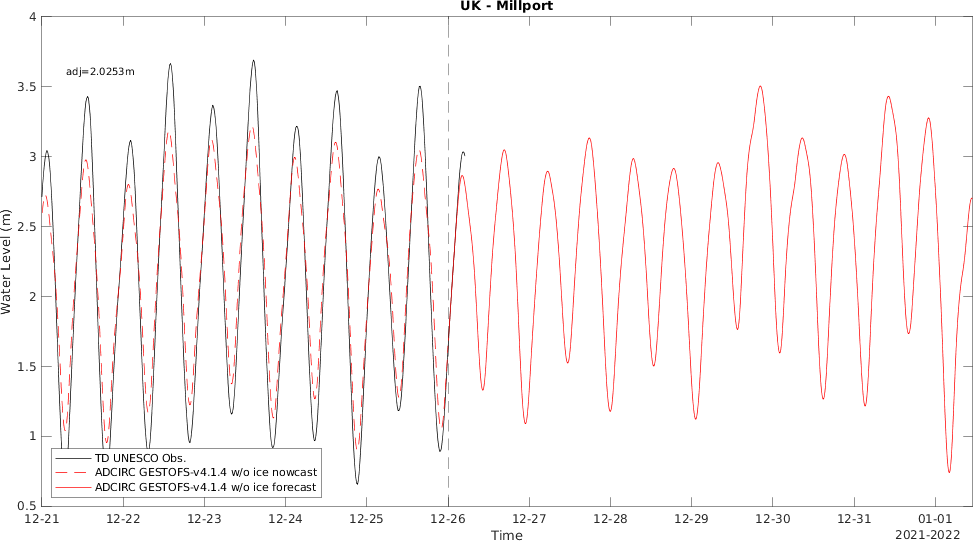 UK - Millport
adj=2.0253m
4
3.5
3
2.5
2
1.5
1
0.5
Water Level (m)
TD UNESCO Obs.
ADCIRC GESTOFS-v4.1.4 w/o ice nowcast
ADCIRC GESTOFS-v4.1.4 w/o ice forecast
12-21 12-22 12-23 12-24 12-25 12-26 12-27 12-28 12-29 12-30 12-31 01-01
Time
2021-2022